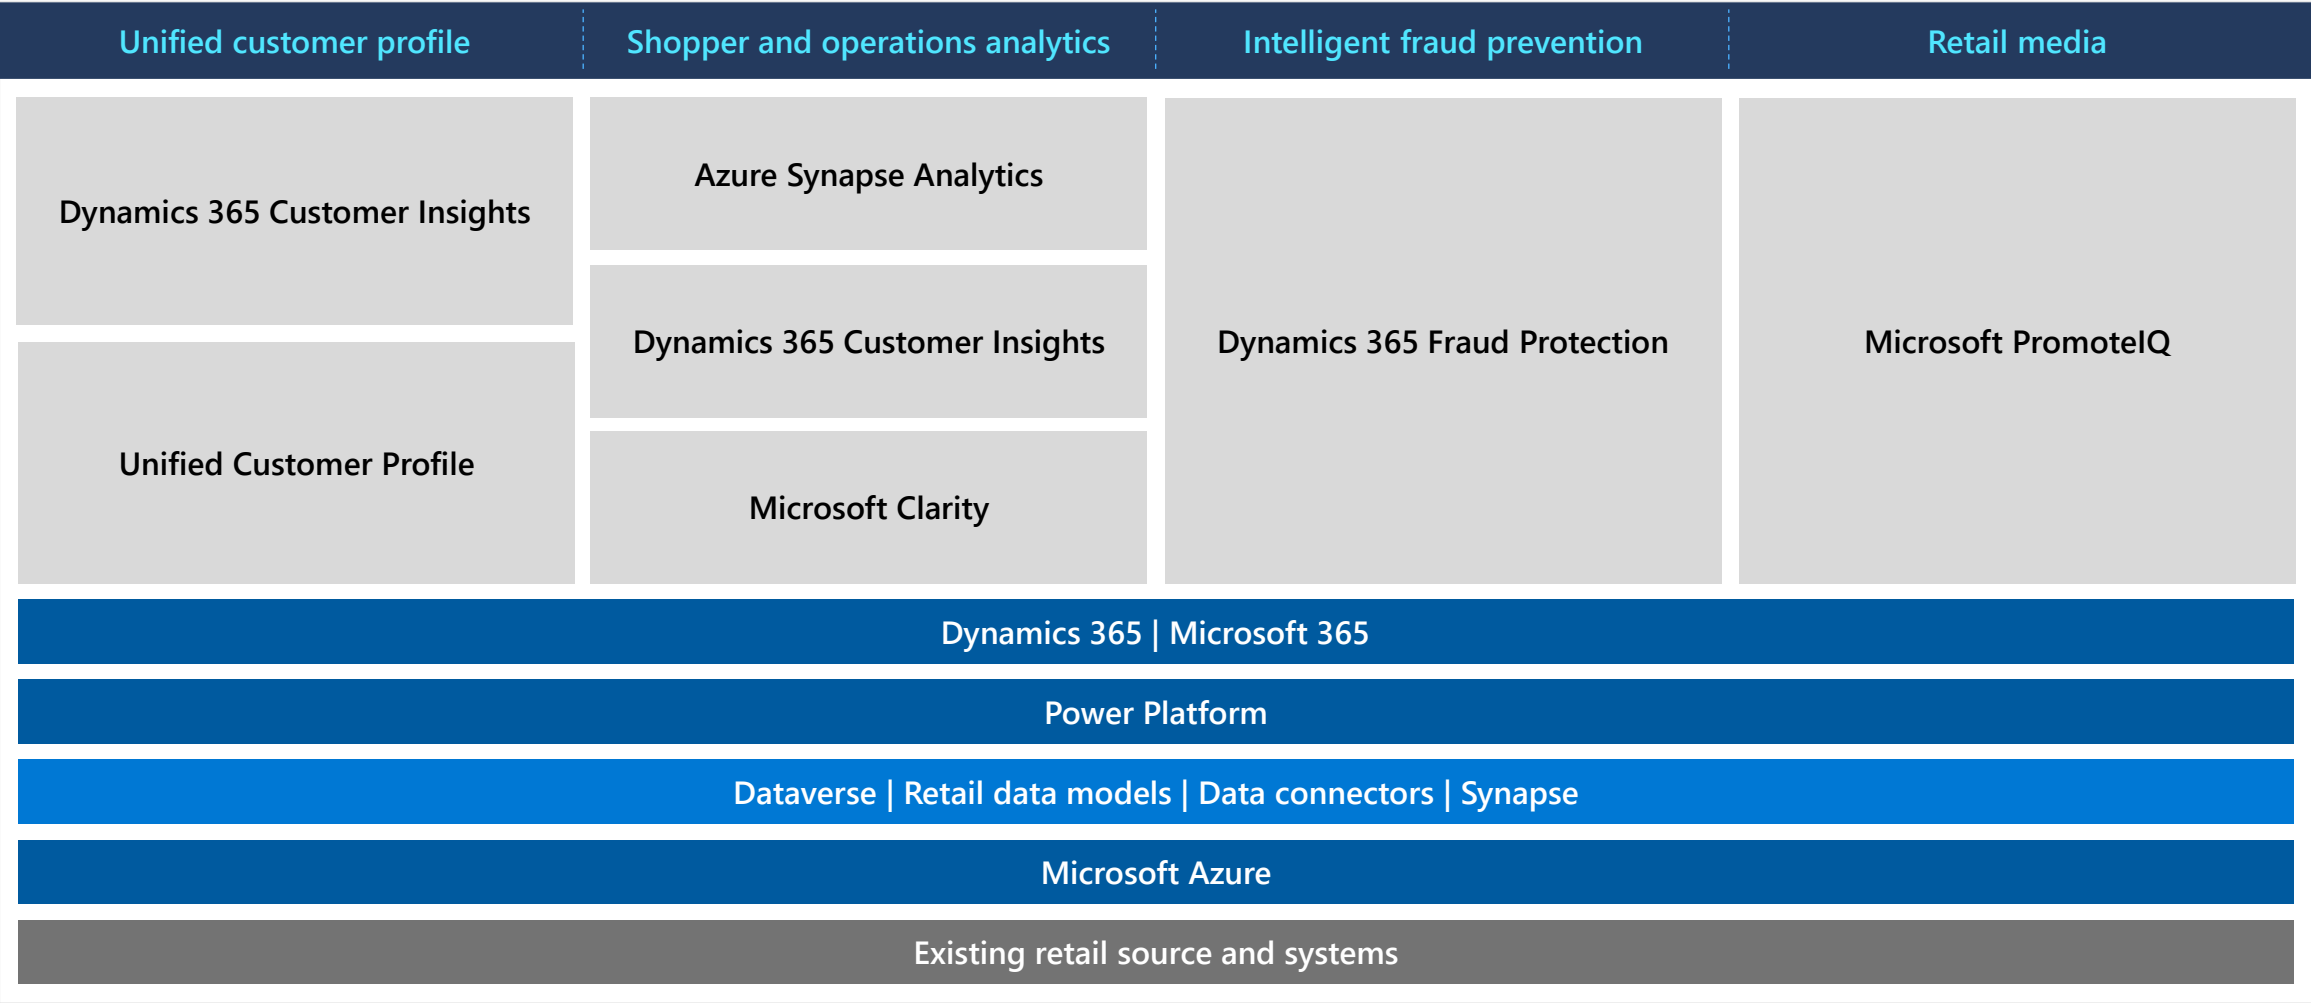 Unified customer profile
Shopper and operations analytics
Intelligent fraud prevention
Retail media
Dynamics 365 Customer Insights
Unified Customer Profile
Azure Synapse Analytics
Dynamics 365 Customer Insights
Microsoft Clarity
Dynamics 365 Fraud Protection
Microsoft PromoteIQ
Dynamics 365 | Microsoft 365
Power Platform
Dataverse | Retail data models | Data connectors | Synapse
Microsoft Azure
Existing retail source and systems